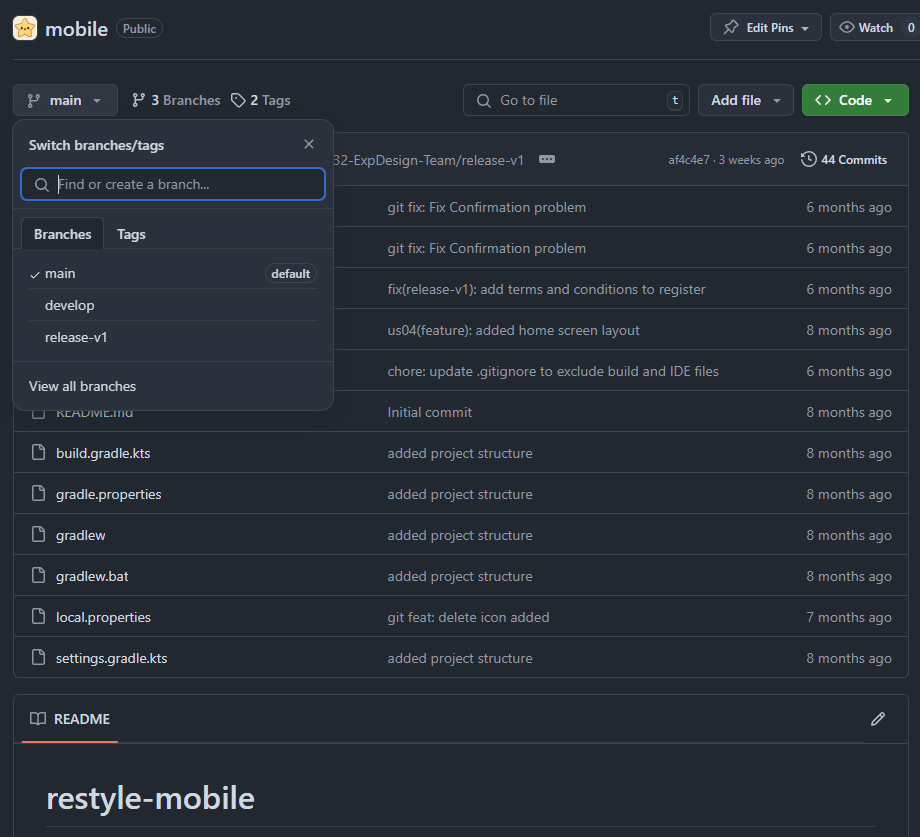 mobile Public Edit Pins Watch 0
main 3 Branches 2 Tags Go to file t Add file Code
Switch branches/tags
32-ExpDesign-Team/release-v1 af4c4e7 · 3 weeks ago 44 Commits
Find or create a branch...
git fix: Fix Confirmation problem 6 months ago
Branches Tags
git fix: Fix Confirmation problem 6 months ago
main default
fix(release-v1): add terms and conditions to register 6 months ago
develop
us04(feature): added home screen layout 8 months ago
release-v1
chore: update .gitignore to exclude build and IDE files 6 months ago
View all branches
README.md Initial commit 8 months ago
build.gradle.kts added project structure 8 months ago
gradle.properties added project structure 8 months ago
gradlew added project structure 8 months ago
gradlew.bat added project structure 8 months ago
local.properties git feat: delete icon added 7 months ago
settings.gradle.kts added project structure 8 months ago
README
restyle-mobile